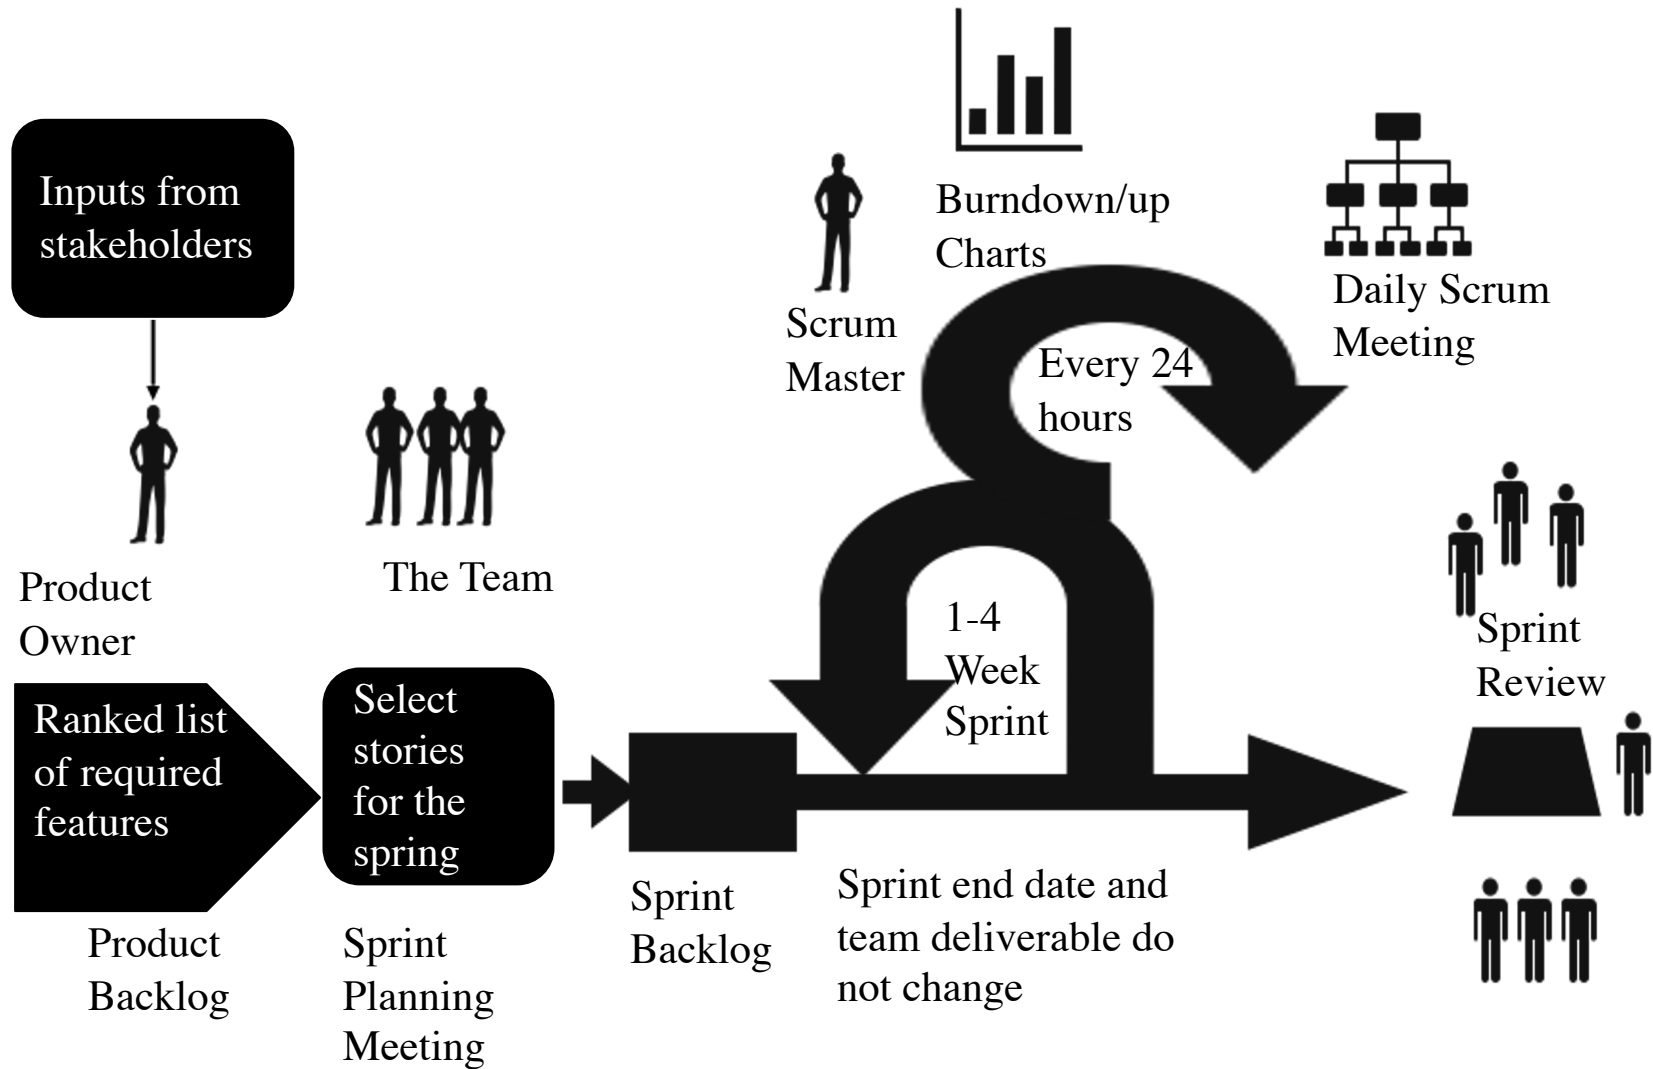 Inputs from
stakeholders
Product
Owner
The Team
Ranked list
of required
features
Product
Backlog
Select
stories
for the
spring
Sprint
Planning
Meeting
Sprint
Backlog
Scrum
Master
Burndown/up
Charts
Every 24
hours
Daily Scrum
Meeting
1-4
Week
Sprint
Sprint end date and
team deliverable do
not change
Sprint
Review